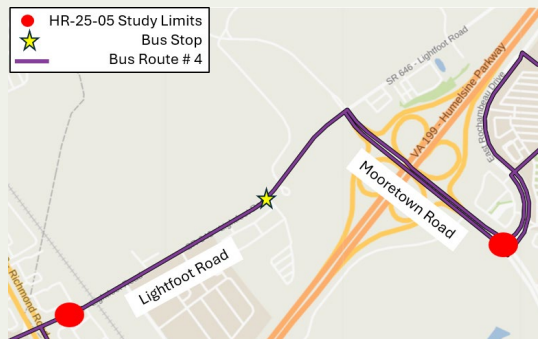 HR-25-05 Study Limits
Bus Stop
Bus Route # 4
SR 646 - Lightfoot Road
VA 199 - Humelsine Parkway
East Rochambeau Drive
Mooretown Road
Lightfoot Road
Richmond Road